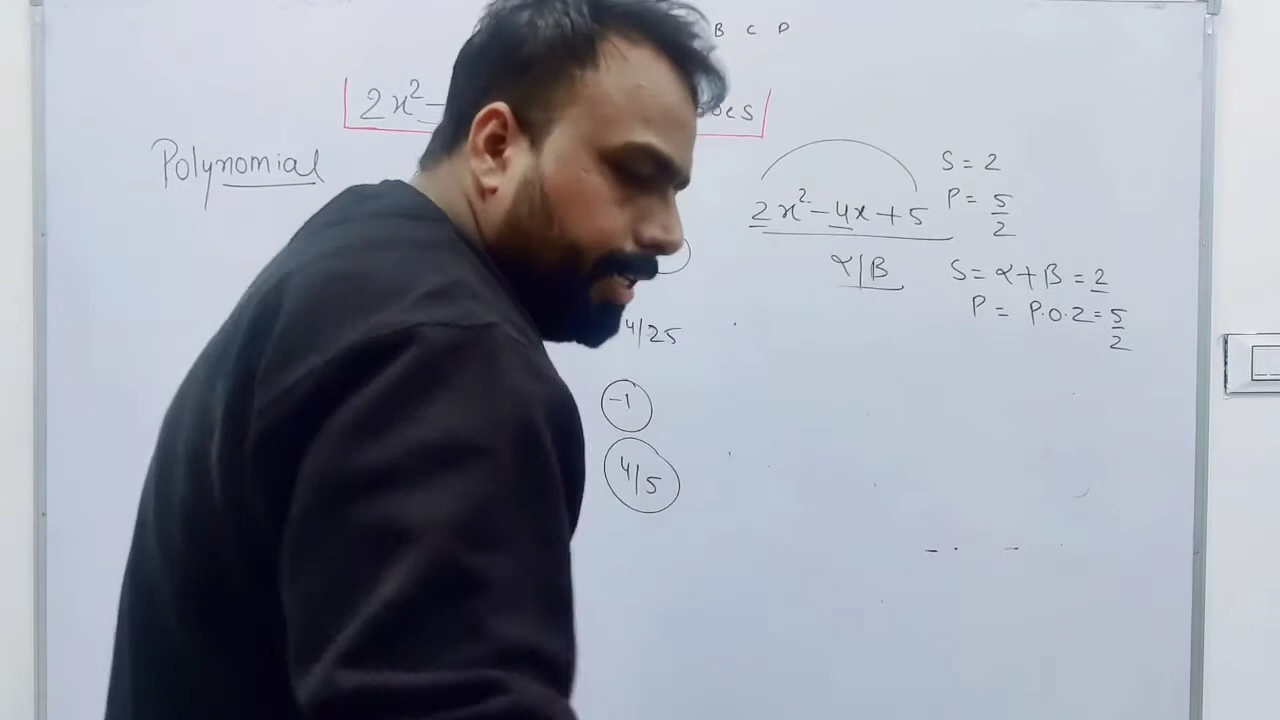 B C D
2x² –
Polynomial
2x² – 4x + 5
S = 2
P = 5/2
α/β
S = α + β = 2
P = P.O.Z = 5/2
4/25
-1
4/5